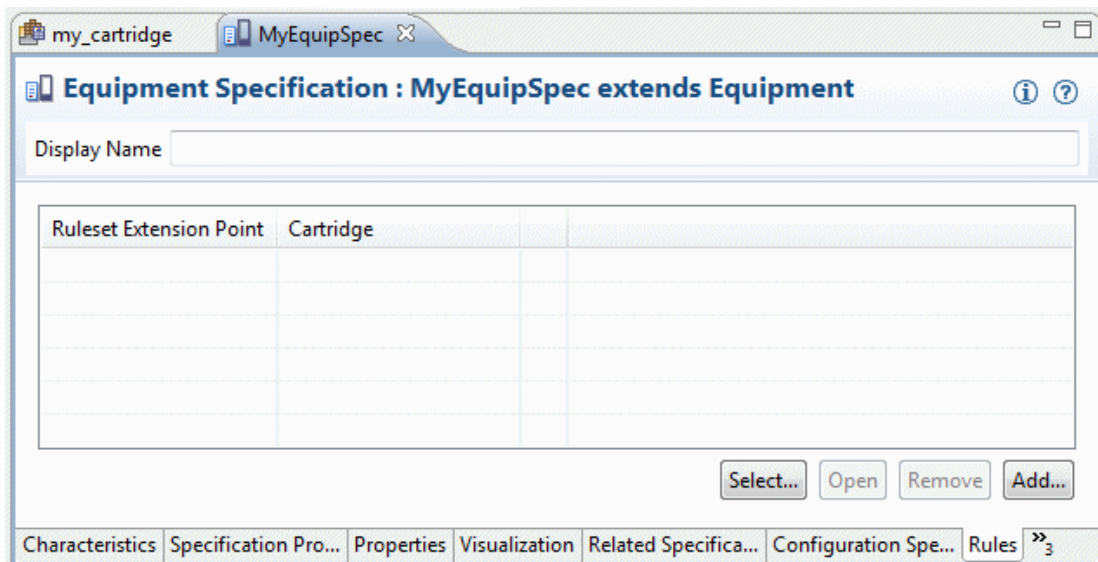 my_cartridge MyEquipSpec
Equipment Specification : MyEquipSpec extends Equipment
Display Name
Ruleset Extension Point Cartridge
Select... Open Remove Add...
Characteristics Specification Pro... Properties Visualization Related Specifica... Configuration Spe... Rules »3